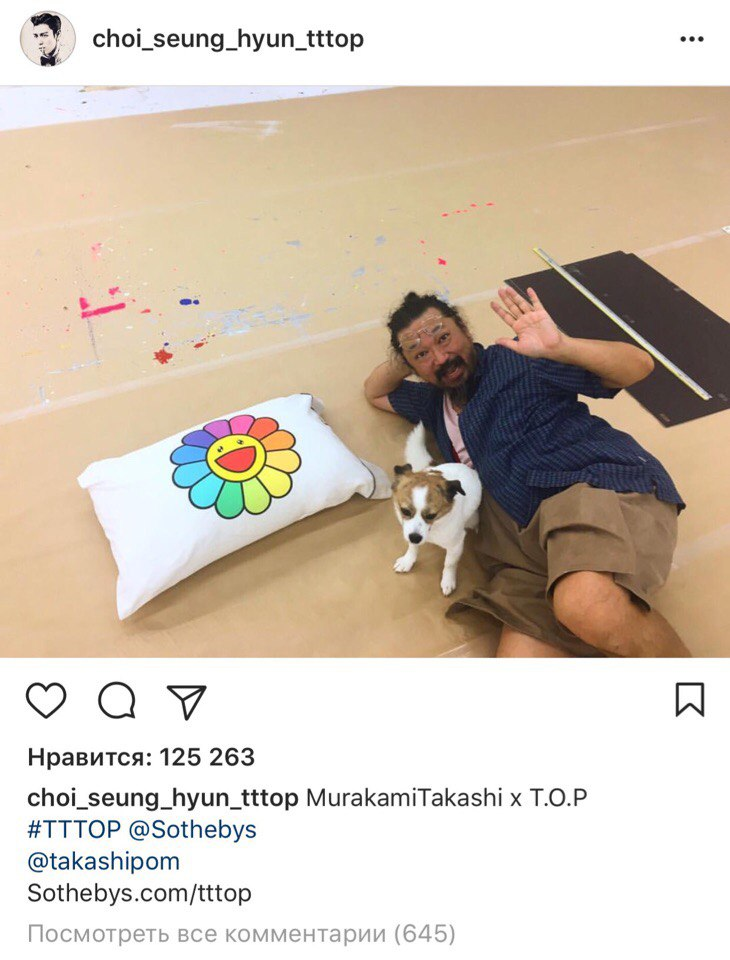 choi_seung_hyun_tttop
Нравится: 125 263
choi_seung_hyun_tttop MurakamiTakashi x T.O.P
#TTTOP @Sothebys
@takashipom
Sothebys.com/tttop
Посмотреть все комментарии (645)